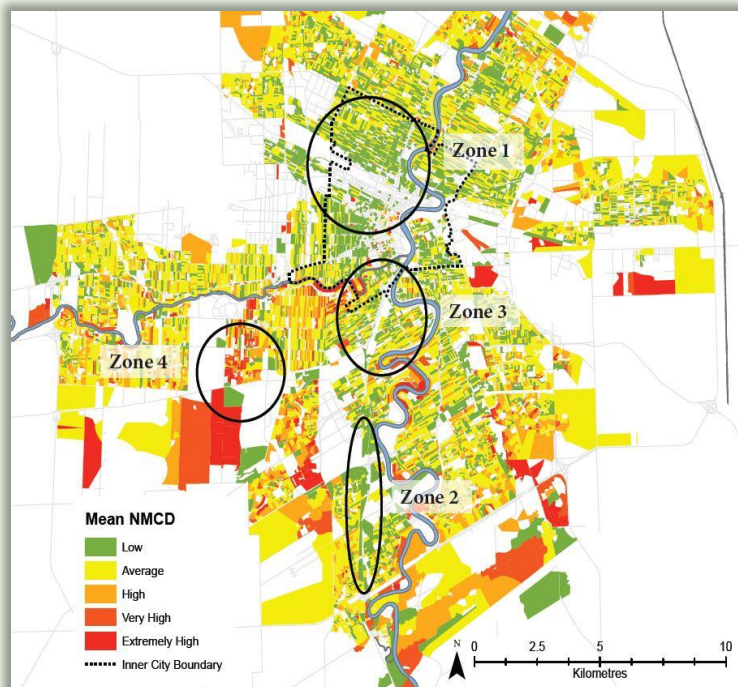 Zone 1
Zone 3
Zone 4
Zone 2
Mean NMCD
Low
Average
High
Very High
Extremely High
Inner City Boundary
N
0 2.5 5 10
Kilometres